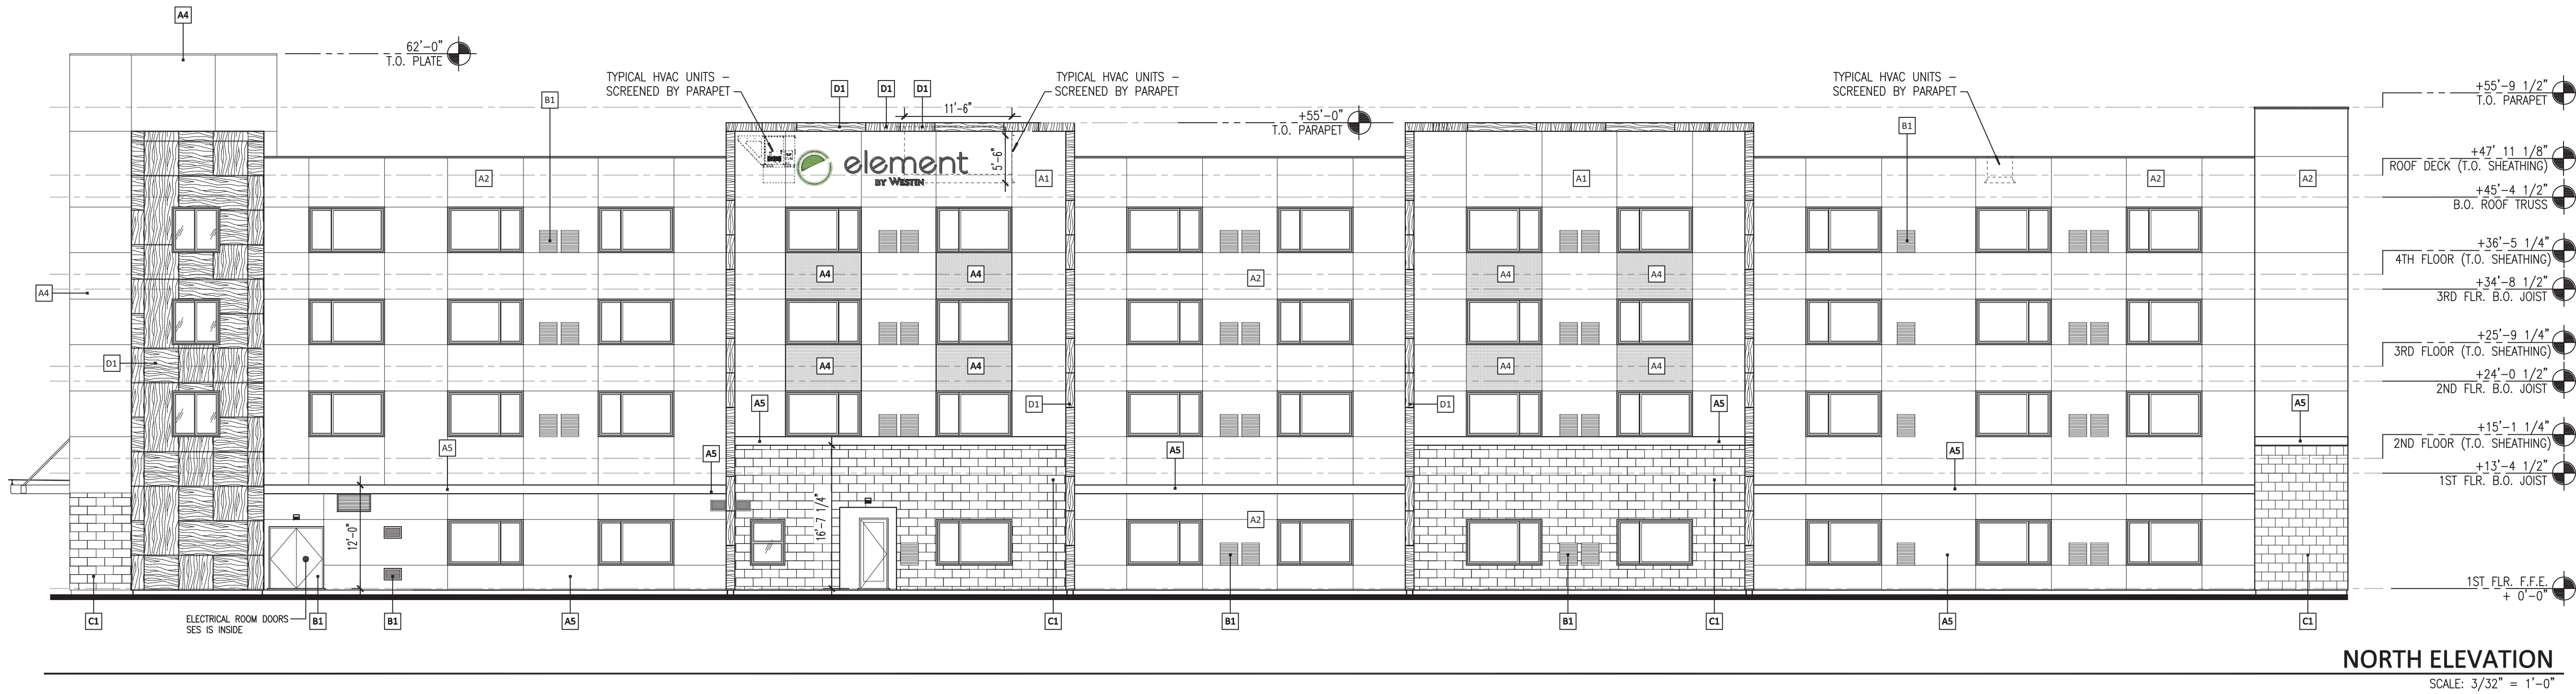 A4
62'-0"
T.O. PLATE
TYPICAL HVAC UNITS -
SCREENED BY PARAPET
D1
D1
D1
11'-6"
TYPICAL HVAC UNITS -
SCREENED BY PARAPET
TYPICAL HVAC UNITS -
SCREENED BY PARAPET
+55'-9 1/2"
T.O. PARAPET
B1
+55'-0"
T.O. PARAPET
B1
element
BY WESTIN
5'-6"
A2
A1
A1
A2
A2
+47' 11 1/8"
ROOF DECK (T.O. SHEATHING)
+45'-4 1/2"
B.O. ROOF TRUSS
+36'-5 1/4"
4TH FLOOR (T.O. SHEATHING)
A4
A4
A2
A4
A4
A4
+34'-8 1/2"
3RD FLR. B.O. JOIST
+25'-9 1/4"
3RD FLOOR (T.O. SHEATHING)
D1
A4
A4
A4
A4
+24'-0 1/2"
2ND FLR. B.O. JOIST
A5
D1
D1
A5
A5
+15'-1 1/4"
2ND FLOOR (T.O. SHEATHING)
A5
A5
A5
A5
+13'-4 1/2"
1ST FLR. B.O. JOIST
12'-0"
16'-7 1/4"
A2
1ST FLR. F.F.E.
+ 0'-0"
C1
ELECTRICAL ROOM DOORS
SES IS INSIDE
B1
B1
A5
C1
B1
B1
C1
A5
C1
NORTH ELEVATION
SCALE: 3/32" = 1'-0"